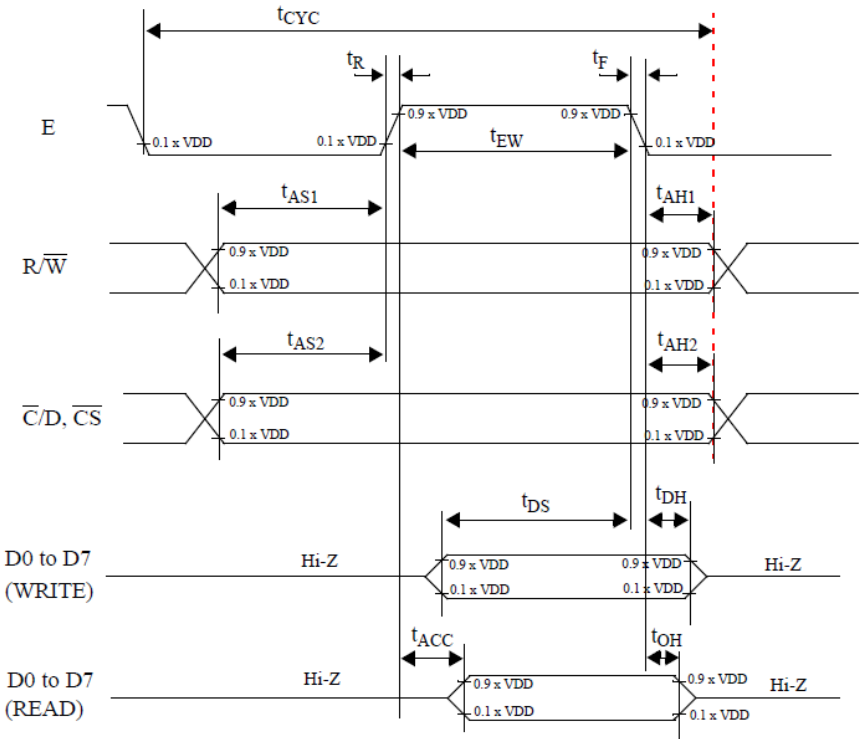 tCYC
tR
tF
E
0.9 x VDD
0.9 x VDD
0.1 x VDD
0.1 x VDD
tEW
0.1 x VDD
tAS1
tAH1
R/W̅
0.9 x VDD
0.9 x VDD
0.1 x VDD
0.1 x VDD
tAS2
tAH2
C̅/D, C̅S̅
0.9 x VDD
0.9 x VDD
0.1 x VDD
0.1 x VDD
tDS
tDH
D0 to D7
(WRITE)
Hi-Z
0.9 x VDD
0.9 x VDD
Hi-Z
0.1 x VDD
0.1 x VDD
tACC
tOH
D0 to D7
(READ)
Hi-Z
0.9 x VDD
0.9 x VDD
Hi-Z
0.1 x VDD
0.1 x VDD